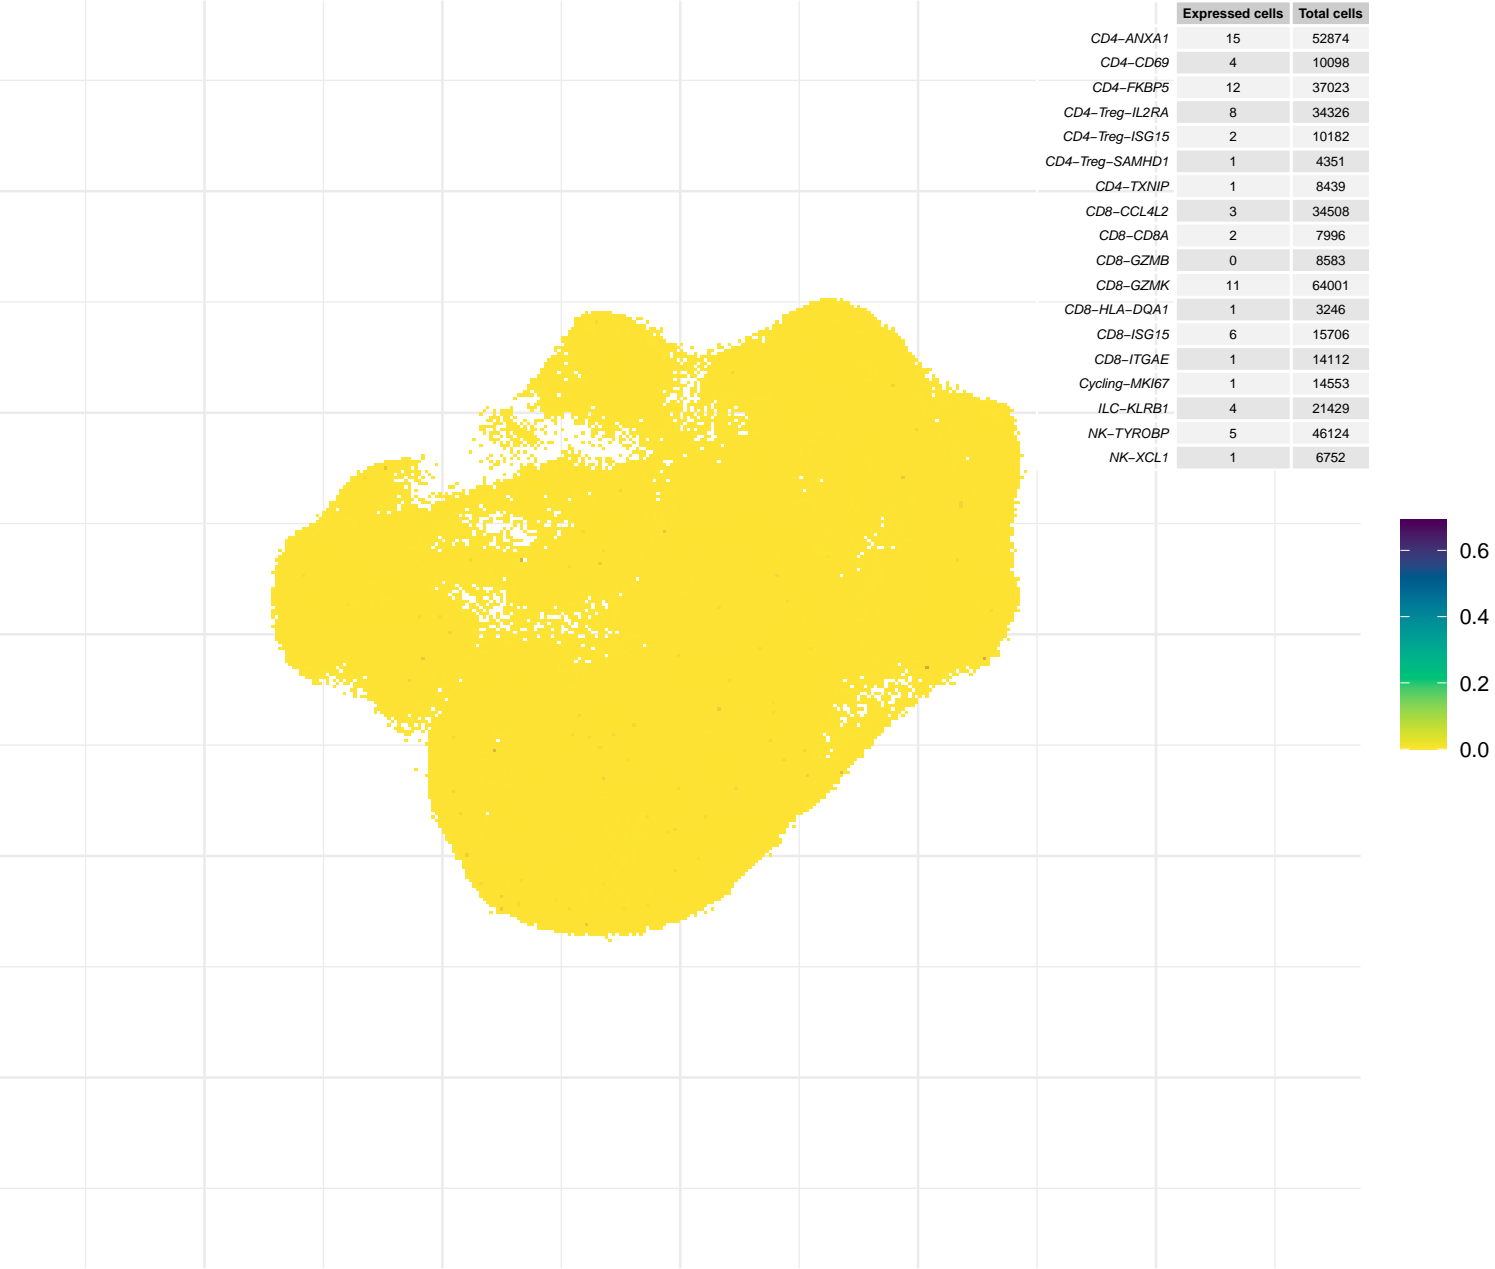 Expressed cells Total cells
CD4−ANXA1 15 52874
CD4−CD69 4 10098
CD4−FKBP5 12 37023
CD4−Treg−IL2RA 8 34326
CD4−Treg−ISG15 2 10182
CD4−Treg−SAMHD1 1 4351
CD4−TXNIP 1 8439
CD8−CCL4L2 3 34508
CD8−CD8A 2 7996
CD8−GZMB 0 8583
CD8−GZMK 11 64001
CD8−HLA−DQA1 1 3246
CD8−ISG15 6 15706
CD8−ITGAE 1 14112
Cycling−MKI67 1 14553
ILC−KLRB1 4 21429
NK−TYROBP 5 46124
NK−XCL1 1 6752
0.6
0.4
0.2
0.0